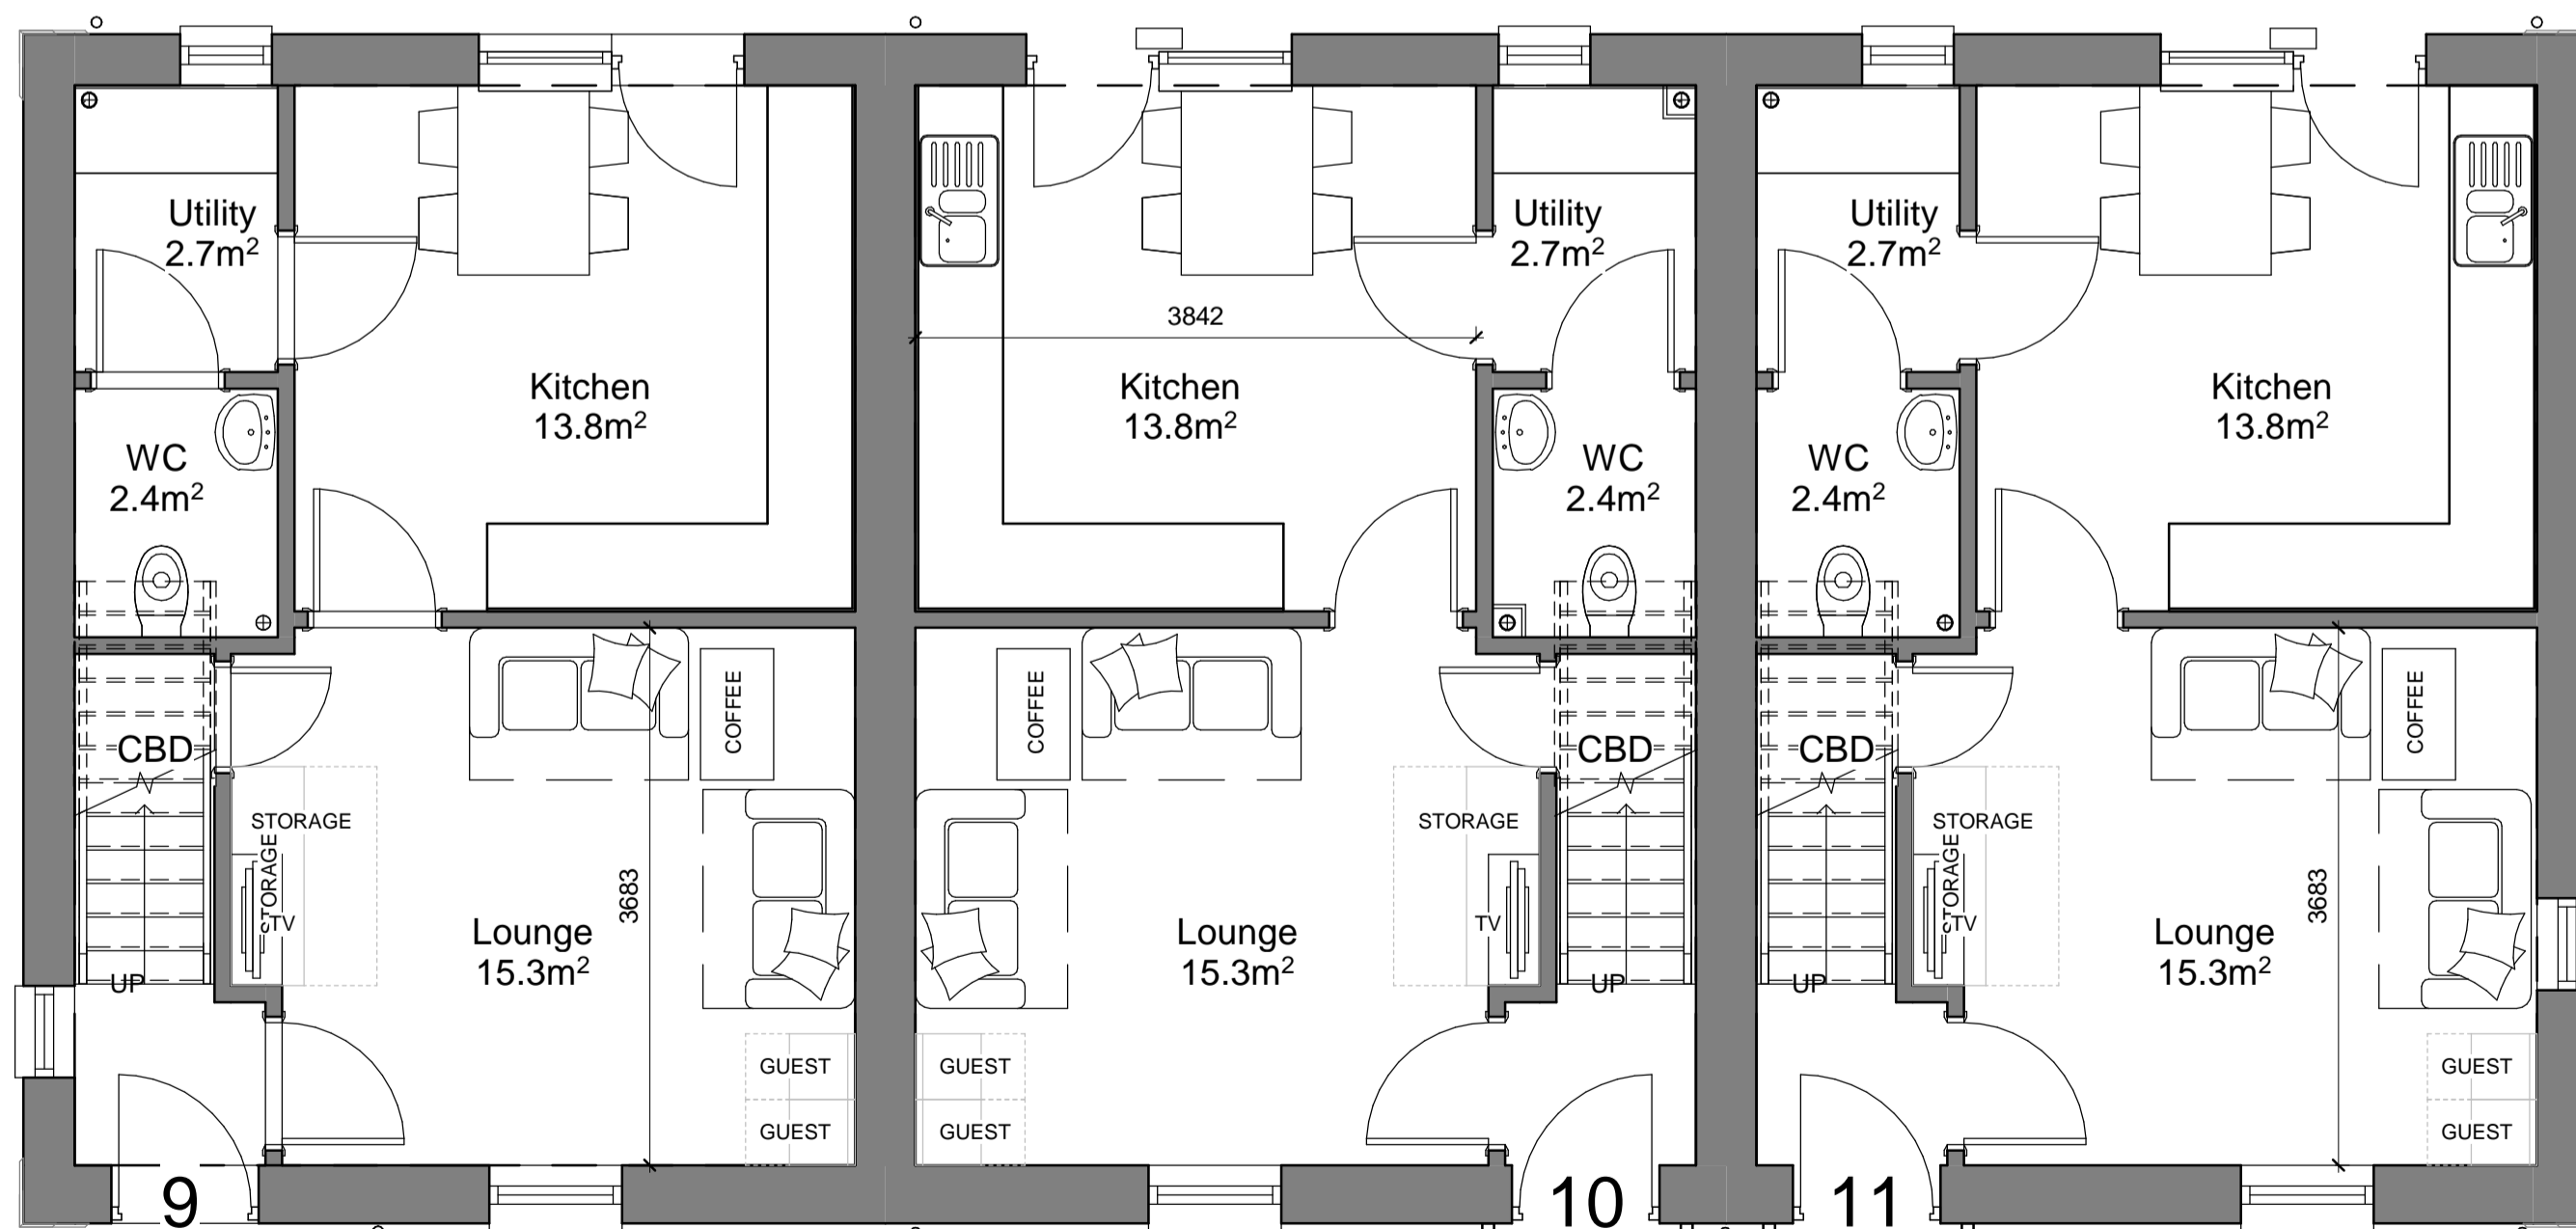 Utility
2.7m²
Kitchen
13.8m²
WC
2.4m²
CBD
UP
STORAGE
STORAGE
TV
COFFEE
3683
Lounge
15.3m²
GUEST
GUEST
9
Utility
2.7m²
3842
Kitchen
13.8m²
WC
2.4m²
COFFEE
CBD
STORAGE
TV
UP
Lounge
15.3m²
GUEST
GUEST
10
Utility
2.7m²
Kitchen
13.8m²
WC
2.4m²
CBD
UP
STORAGE
STORAGE
TV
COFFEE
3683
Lounge
15.3m²
GUEST
GUEST
11